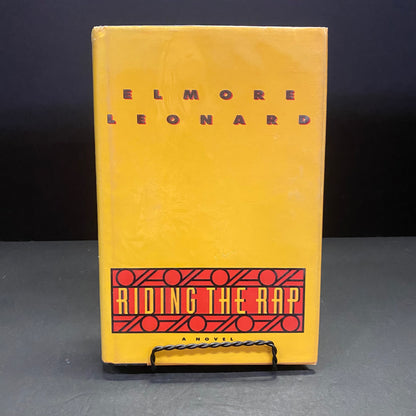 ELMORE
LEONARD
RIDING THE RAP
A NOVEL